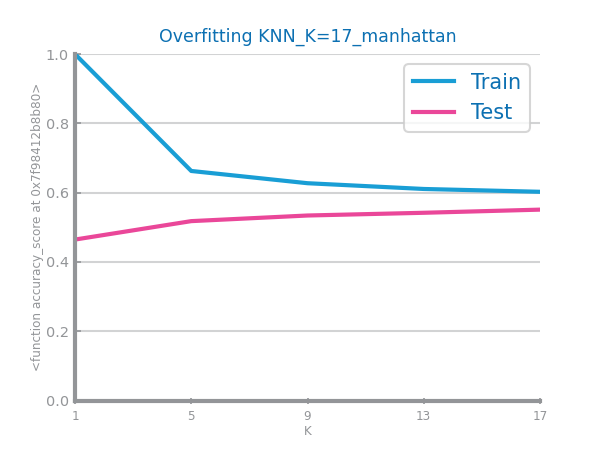 Overfitting KNN_K=17_manhattan
<function accuracy_score at 0x7f98412b8b80>
1.0
0.8
0.6
0.4
0.2
0.0
Train
Test
1 5 9 13 17
K